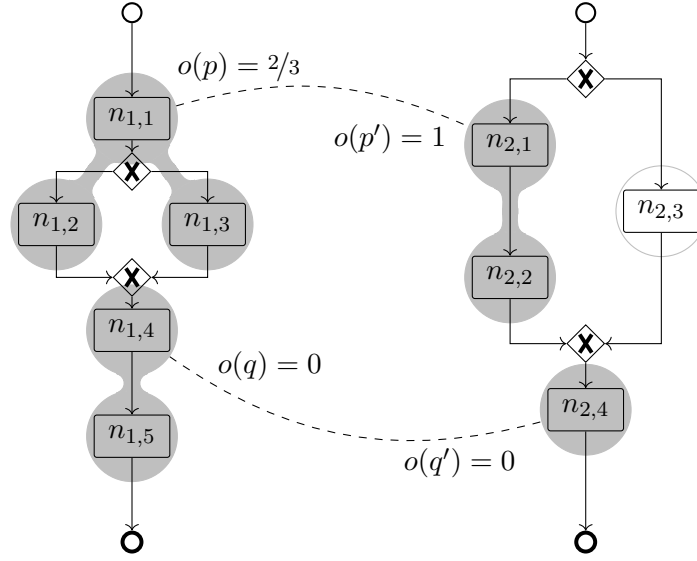 o(p) = 2/3
n1,1
o(p′) = 1
n2,1
X
X
n1,2
n1,3
n2,3
n2,2
X
n1,4
X
o(q) = 0
n1,5
n2,4
o(q′) = 0